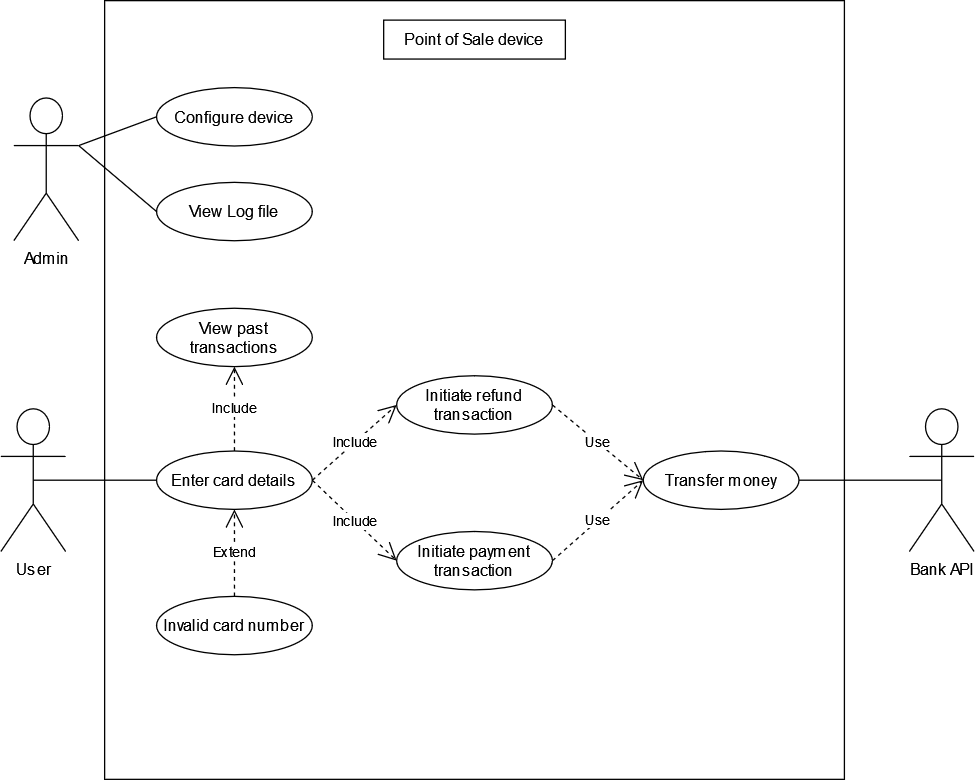 Point of Sale device
Configure device
View Log file
Admin
View past
transactions
Include
Initiate refund
transaction
Include
Use
Enter card details
Transfer money
Include
Use
Extend
Initiate payment
transaction
User
Bank API
Invalid card number